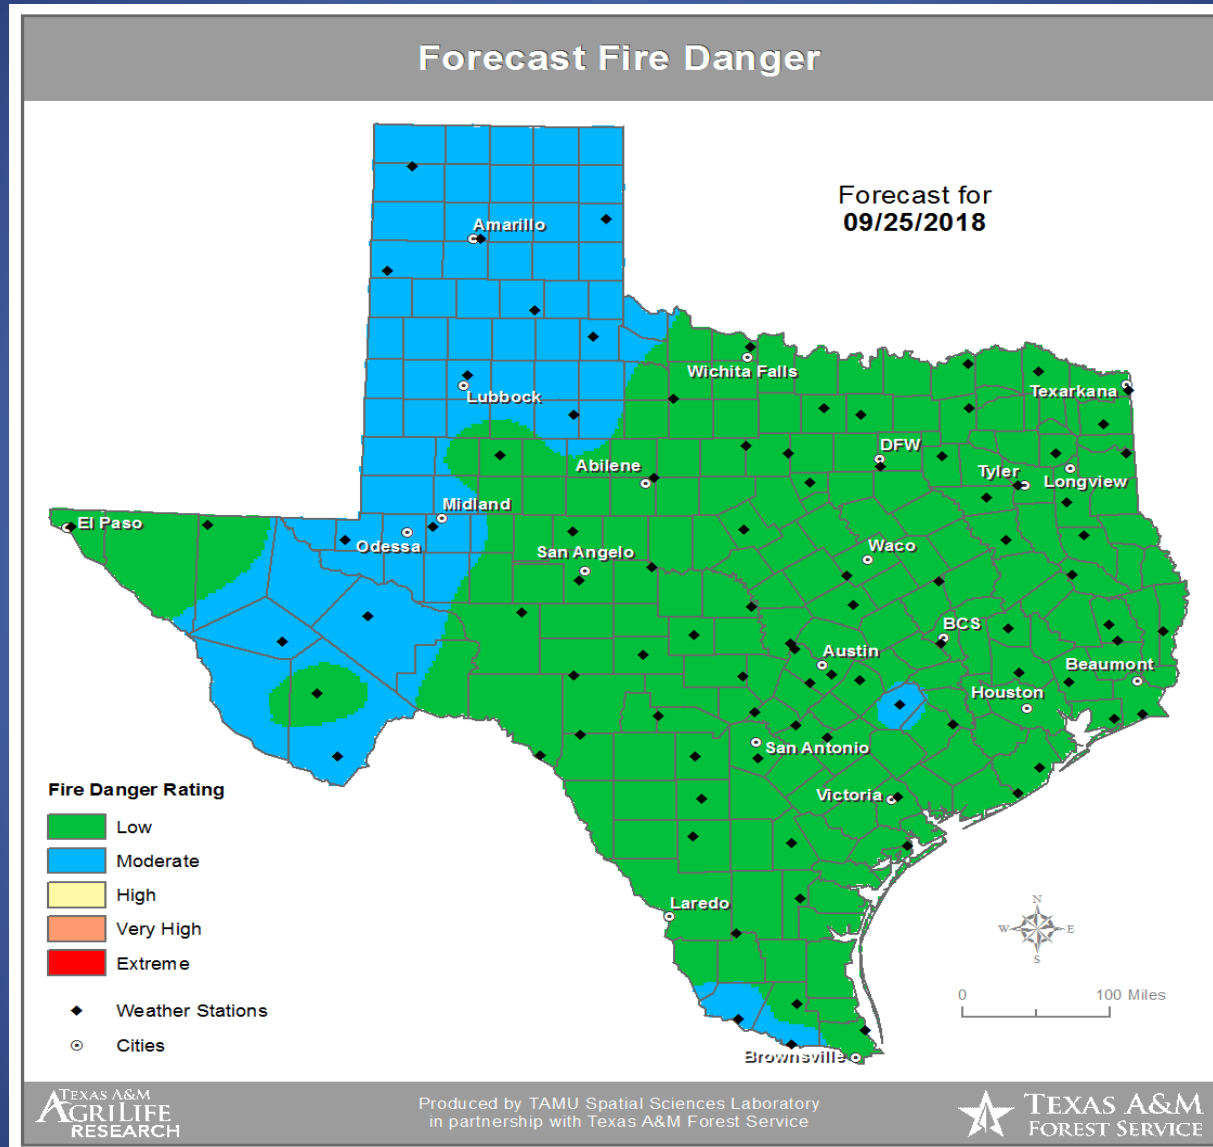 Forecast Fire Danger
Forecast for
09/25/2018
Amarillo
Wichita Falls
Lubbock
Texarkana
DFW
Abilene
Tyler
Longview
Midland
El Paso
Odessa
San Angelo
Waco
BCS
Austin
Beaumont
Houston
San Antonio
Victoria
Laredo
Brownsville
Fire Danger Rating
Low
Moderate
High
Very High
Extreme
Weather Stations
Cities
N
W E
S
0 100 Miles
TEXAS A&M
AGRILIFE
RESEARCH
Produced by TAMU Spatial Sciences Laboratory
in partnership with Texas A&M Forest Service
TEXAS A&M
FOREST SERVICE